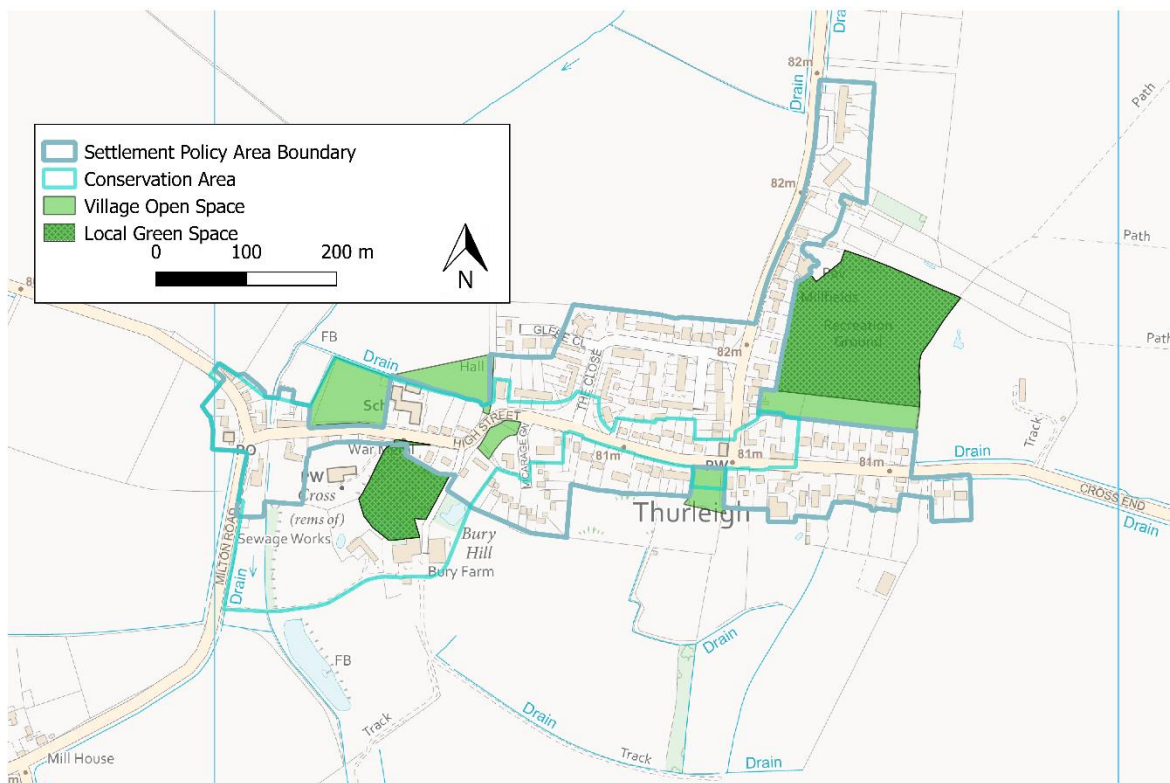 Settlement Policy Area Boundary
Conservation Area
Village Open Space
Local Green Space
0 100 200 m
N
Drain
82m
Drain
82m
Path
Path
Path
Millfields
Recreation
Ground
82m
FB
Drain
Hall
GLEBE CL
THE CLOSE
Sch
HIGH STREET
VICARAGE GN
War Meml
PO
PW
Cross
(rems of)
Sewage Works
MILTON ROAD
Drain
Bury
Hill
Bury Farm
81m
PW
81m
81m
Thurleigh
Track
CROSS END
Drain
Drain
FB
Track
Drain
Drain
Track
Drain
Mill House